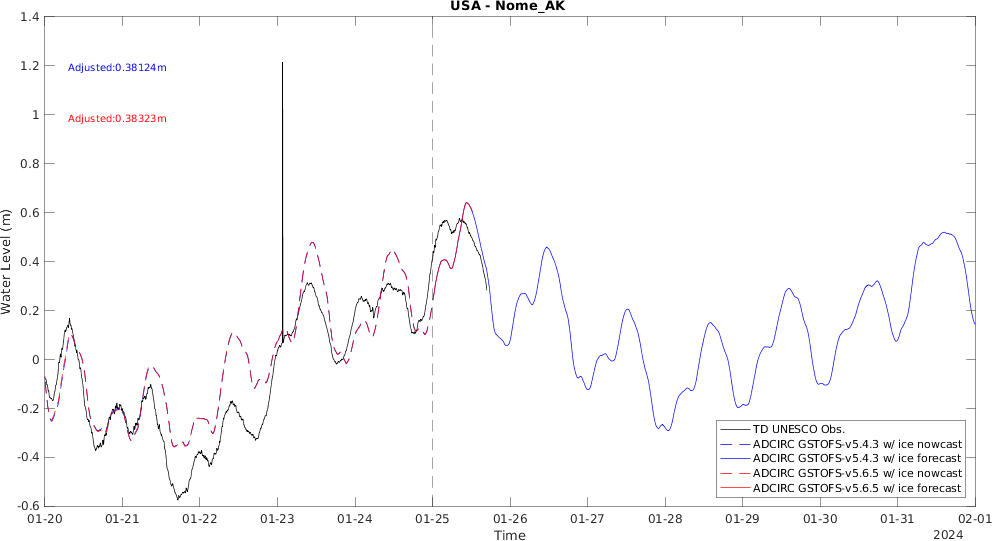 USA - Nome_AK
1.4
1.2
1
0.8
0.6
0.4
0.2
0
-0.2
-0.4
-0.6
Water Level (m)
Adjusted:0.38124m
Adjusted:0.38323m
TD UNESCO Obs.
ADCIRC GSTOFS-v5.4.3 w/ ice nowcast
ADCIRC GSTOFS-v5.4.3 w/ ice forecast
ADCIRC GSTOFS-v5.6.5 w/ ice nowcast
ADCIRC GSTOFS-v5.6.5 w/ ice forecast
01-20 01-21 01-22 01-23 01-24 01-25 01-26 01-27 01-28 01-29 01-30 01-31 02-01
Time
2024